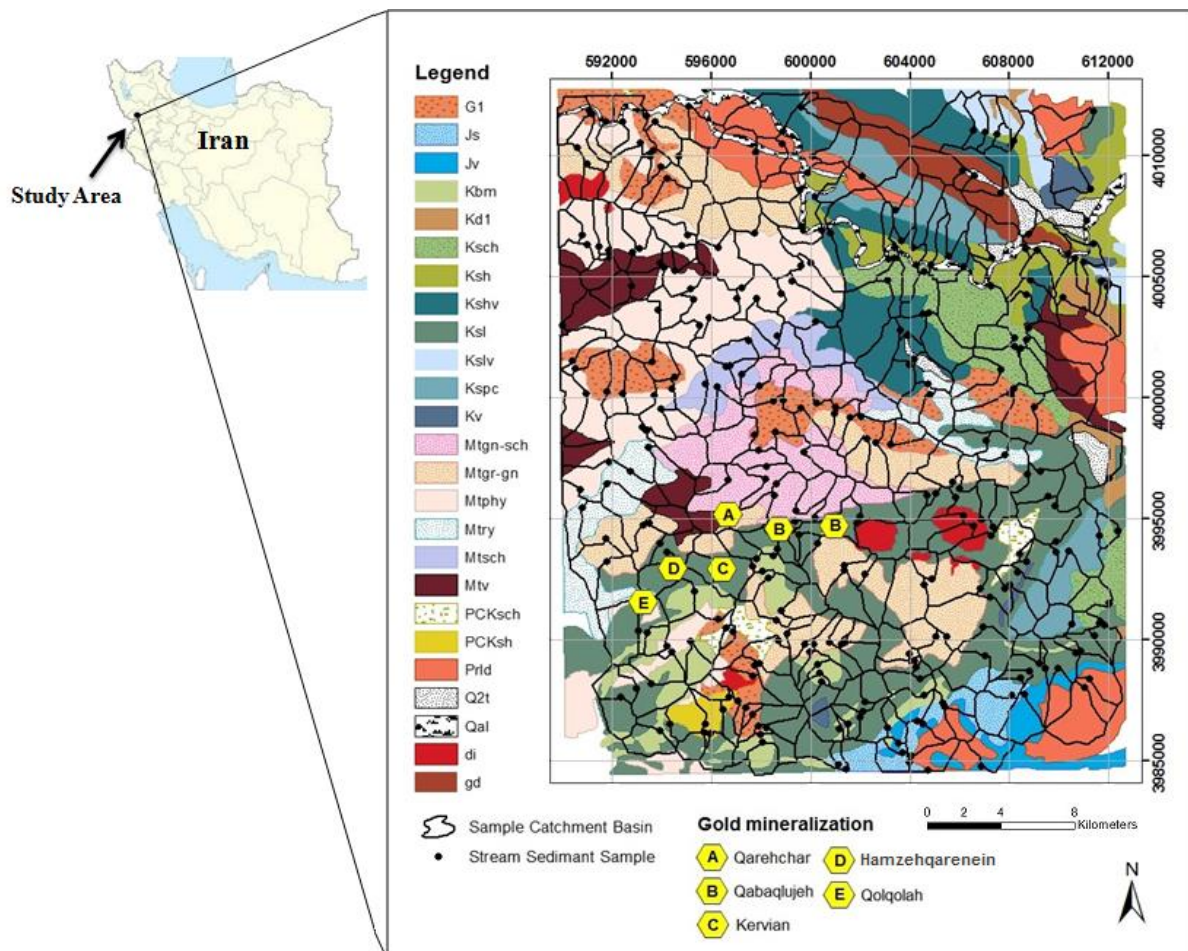 Iran
Study Area
592000 596000 600000 604000 608000 612000
Legend
G1
Js
Jv
Kbm
Kd1
Ksch
Ksh
Kshv
Ksl
Kslv
Kspc
Kv
Mtgn-sch
Mtgr-gn
Mtphy
Mtry
Mtsch
Mtv
PCKsch
PCKsh
Prld
Q2t
Qal
di
gd
4010000
4005000
4000000
3995000
3990000
3985000
A
B
B
D
C
E
Sample Catchment Basin
Stream Sedimant Sample
Gold mineralization
A Qarehchar
B Qabaqlujeh
C Kervian
D Hamzehqarenein
E Qolqolah
0 2 4 8
Kilometers
N